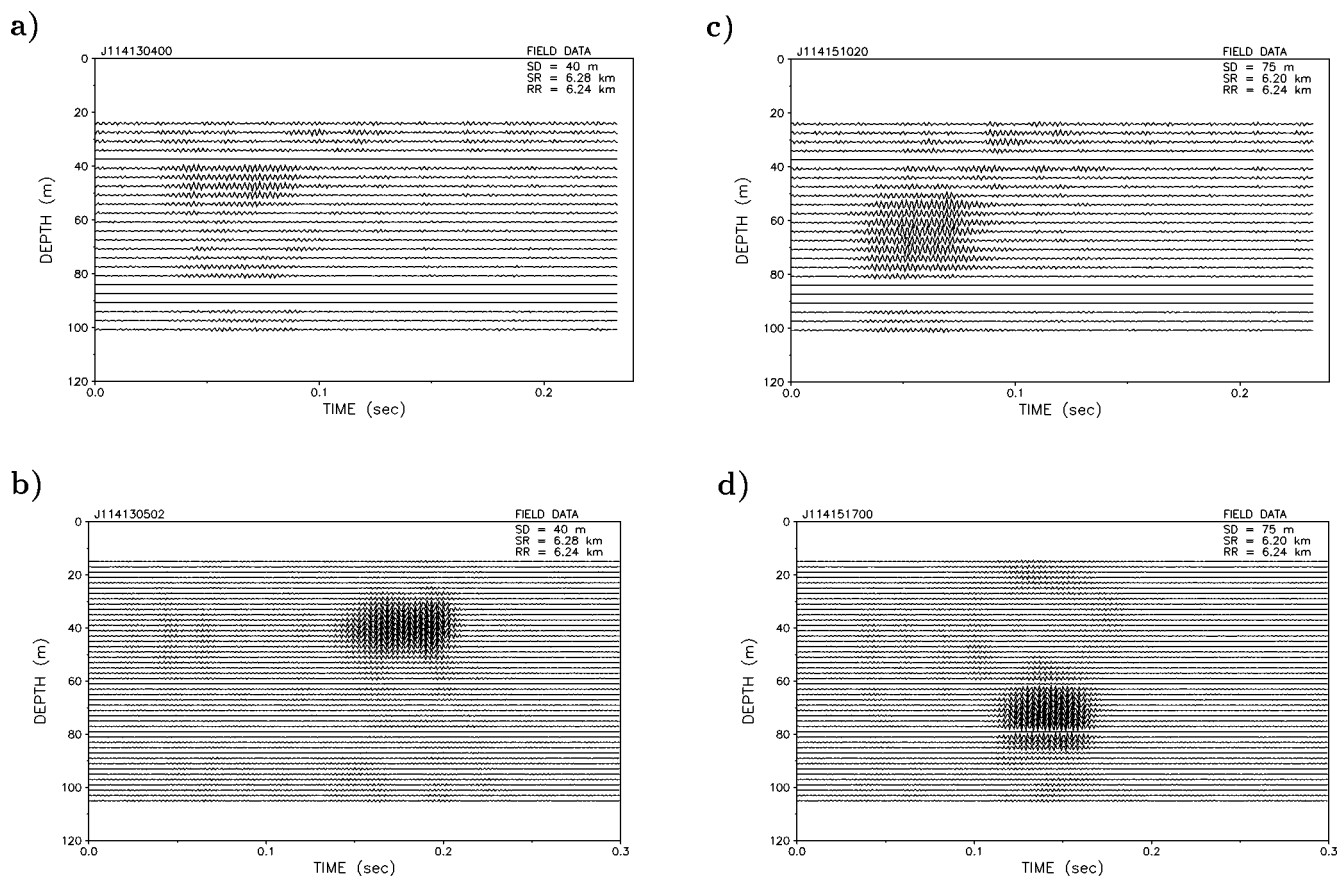 a)
J114130400
FIELD DATA
SD = 40 m
SR = 6.28 km
RR = 6.24 km
0
20
40
60
80
100
120
DEPTH (m)
0.0
0.1
0.2
TIME (sec)
c)
J114151020
FIELD DATA
SD = 75 m
SR = 6.20 km
RR = 6.24 km
0
20
40
60
80
100
120
DEPTH (m)
0.0
0.1
0.2
TIME (sec)
b)
J114130502
FIELD DATA
SD = 40 m
SR = 6.28 km
RR = 6.24 km
0
20
40
60
80
100
120
DEPTH (m)
0.0
0.1
0.2
0.3
TIME (sec)
d)
J114151700
FIELD DATA
SD = 75 m
SR = 6.20 km
RR = 6.24 km
0
20
40
60
80
100
120
DEPTH (m)
0.0
0.1
0.2
0.3
TIME (sec)